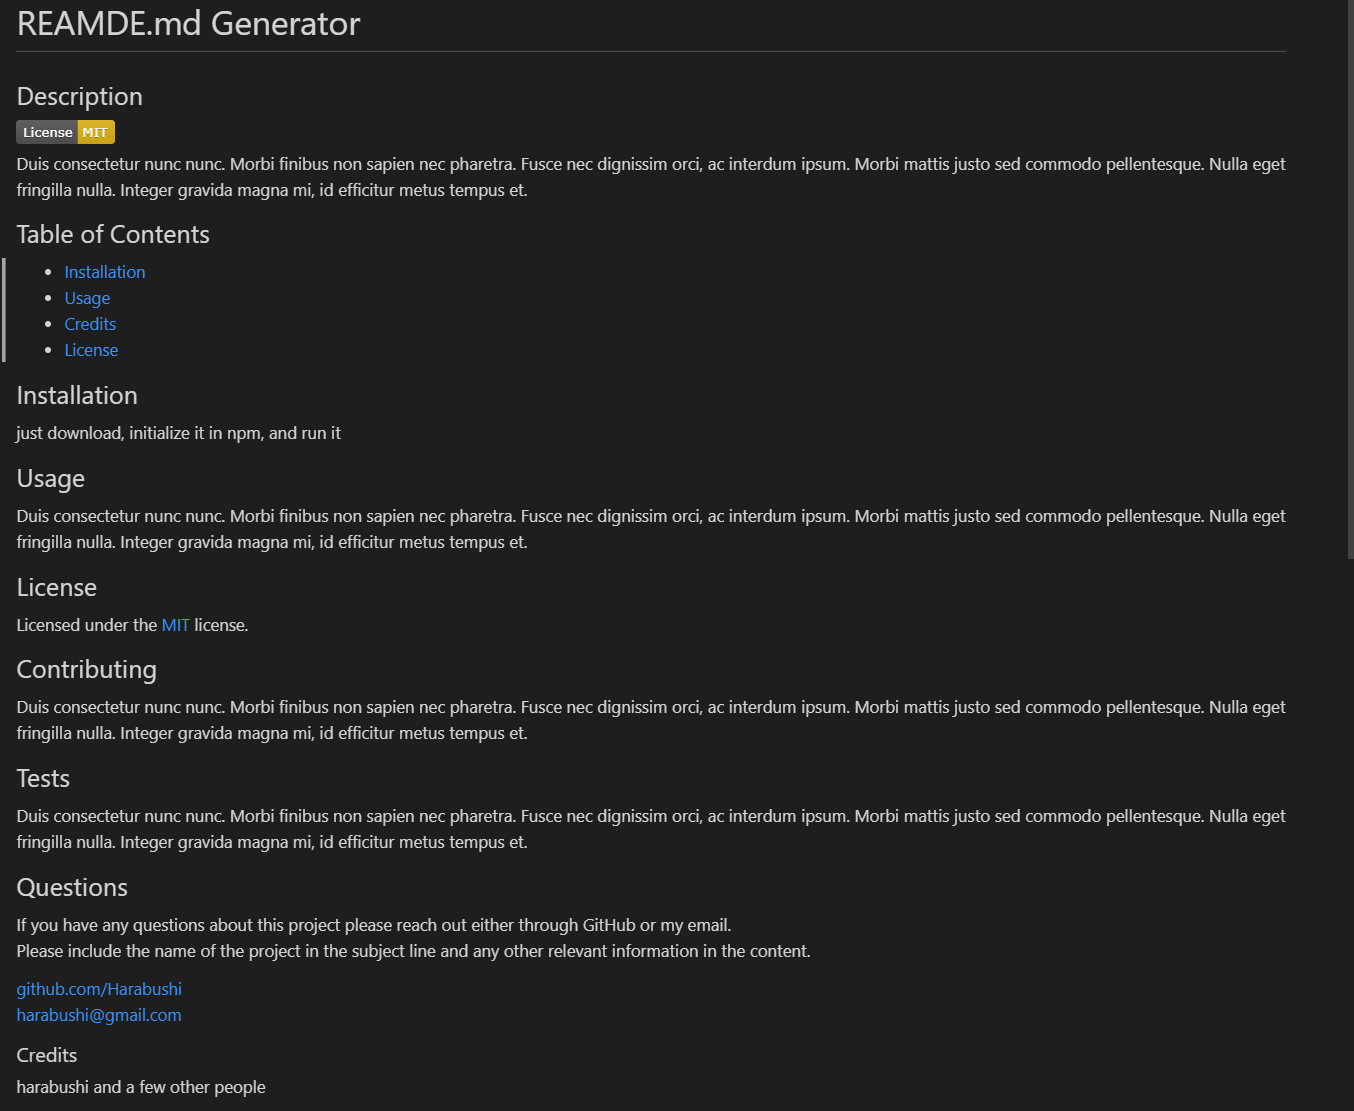 REAMDE.md Generator
Description
License MIT
Duis consectetur nunc nunc. Morbi finibus non sapien nec pharetra. Fusce nec dignissim orci, ac interdum ipsum. Morbi mattis justo sed commodo pellentesque. Nulla eget
fringilla nulla. Integer gravida magna mi, id efficitur metus tempus et.
Table of Contents
• Installation
• Usage
• Credits
• License
Installation
just download, initialize it in npm, and run it
Usage
Duis consectetur nunc nunc. Morbi finibus non sapien nec pharetra. Fusce nec dignissim orci, ac interdum ipsum. Morbi mattis justo sed commodo pellentesque. Nulla eget
fringilla nulla. Integer gravida magna mi, id efficitur metus tempus et.
License
Licensed under the MIT license.
Contributing
Duis consectetur nunc nunc. Morbi finibus non sapien nec pharetra. Fusce nec dignissim orci, ac interdum ipsum. Morbi mattis justo sed commodo pellentesque. Nulla eget
fringilla nulla. Integer gravida magna mi, id efficitur metus tempus et.
Tests
Duis consectetur nunc nunc. Morbi finibus non sapien nec pharetra. Fusce nec dignissim orci, ac interdum ipsum. Morbi mattis justo sed commodo pellentesque. Nulla eget
fringilla nulla. Integer gravida magna mi, id efficitur metus tempus et.
Questions
If you have any questions about this project please reach out either through GitHub or my email.
Please include the name of the project in the subject line and any other relevant information in the content.
github.com/Harabushi
harabushi@gmail.com
Credits
harabushi and a few other people